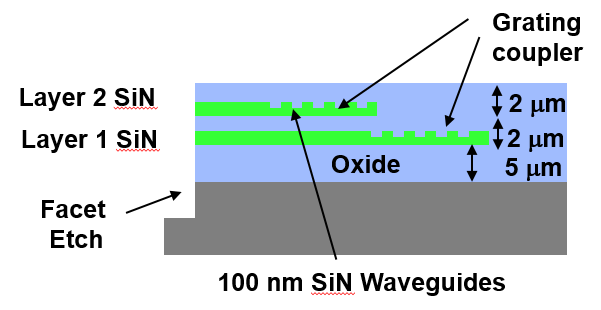 Grating
coupler
Layer 2 SiN
2 μm
Layer 1 SiN
2 μm
Oxide
5 μm
Facet
Etch
100 nm SiN Waveguides